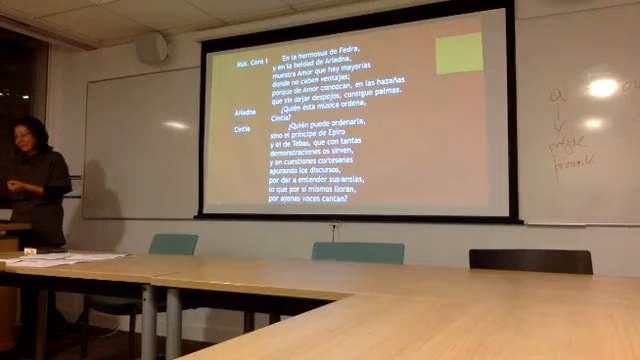 Mús. Coro 1 En la hermosua de Fedra,
y en la beldad de Ariadna,
muestra Amor que hay mayorías
donde no caben ventajas;
porque de Amor conozcan, en las hazañas
que sin dejar despojos, consigue palmas.
Ariadna ¿Quién ésta música ordena,
Cintia?
Cintia ¿Quién puede ordenarla,
sino el príncipe de Epiro
y el de Tebas, que con tantas
demonstraciones os sirven,
y en cuestiones cortesanas
apurando los discursos,
por dar a entender sus ansias,
lo que por sí mismos lloran,
por ajenas voces cantan?
a